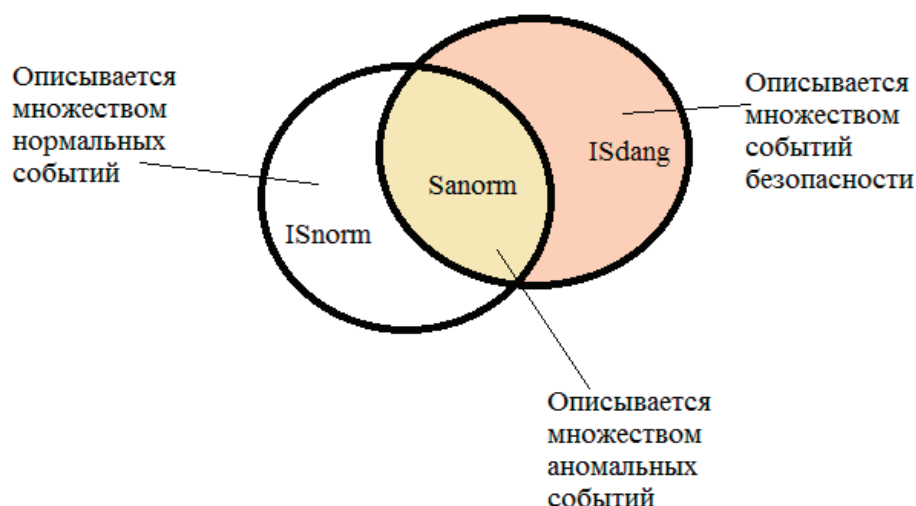 Описывается
множеством
нормальных
событий
Описывается
множеством
событий
безопасности
ISdang
Sanorm
ISnorm
Описывается
множеством
аномальных
событий